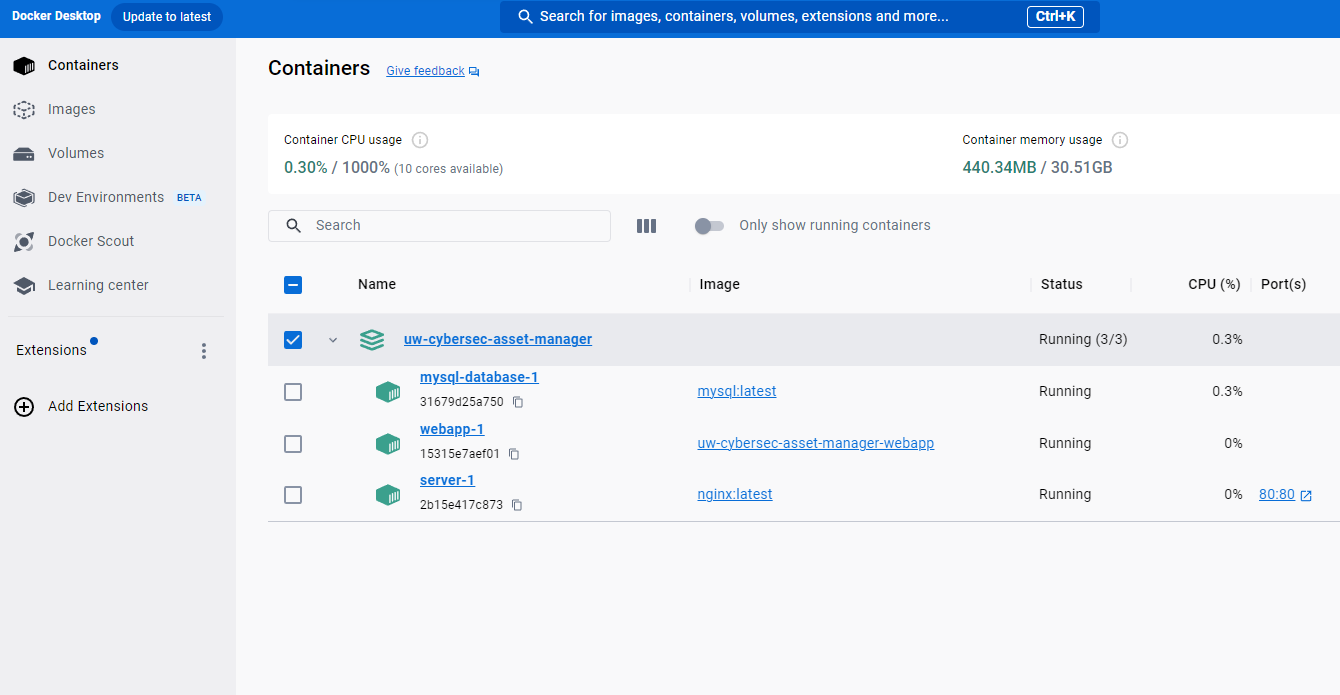 Docker Desktop Update to latest Search for images, containers, volumes, extensions and more... Ctrl+K
Containers
Images
Volumes
Dev Environments BETA
Docker Scout
Learning center
Extensions
Add Extensions
Containers Give feedback
Container CPU usage
0.30% / 1000% (10 cores available)
Container memory usage
440.34MB / 30.51GB
Search Only show running containers
Name Image Status CPU (%) Port(s)
uw-cybersec-asset-manager Running (3/3) 0.3%
mysql-database-1
31679d25a750
mysql:latest Running 0.3%
webapp-1
15315e7aef01
uw-cybersec-asset-manager-webapp Running 0%
server-1
2b15e417c873
nginx:latest Running 0% 80:80